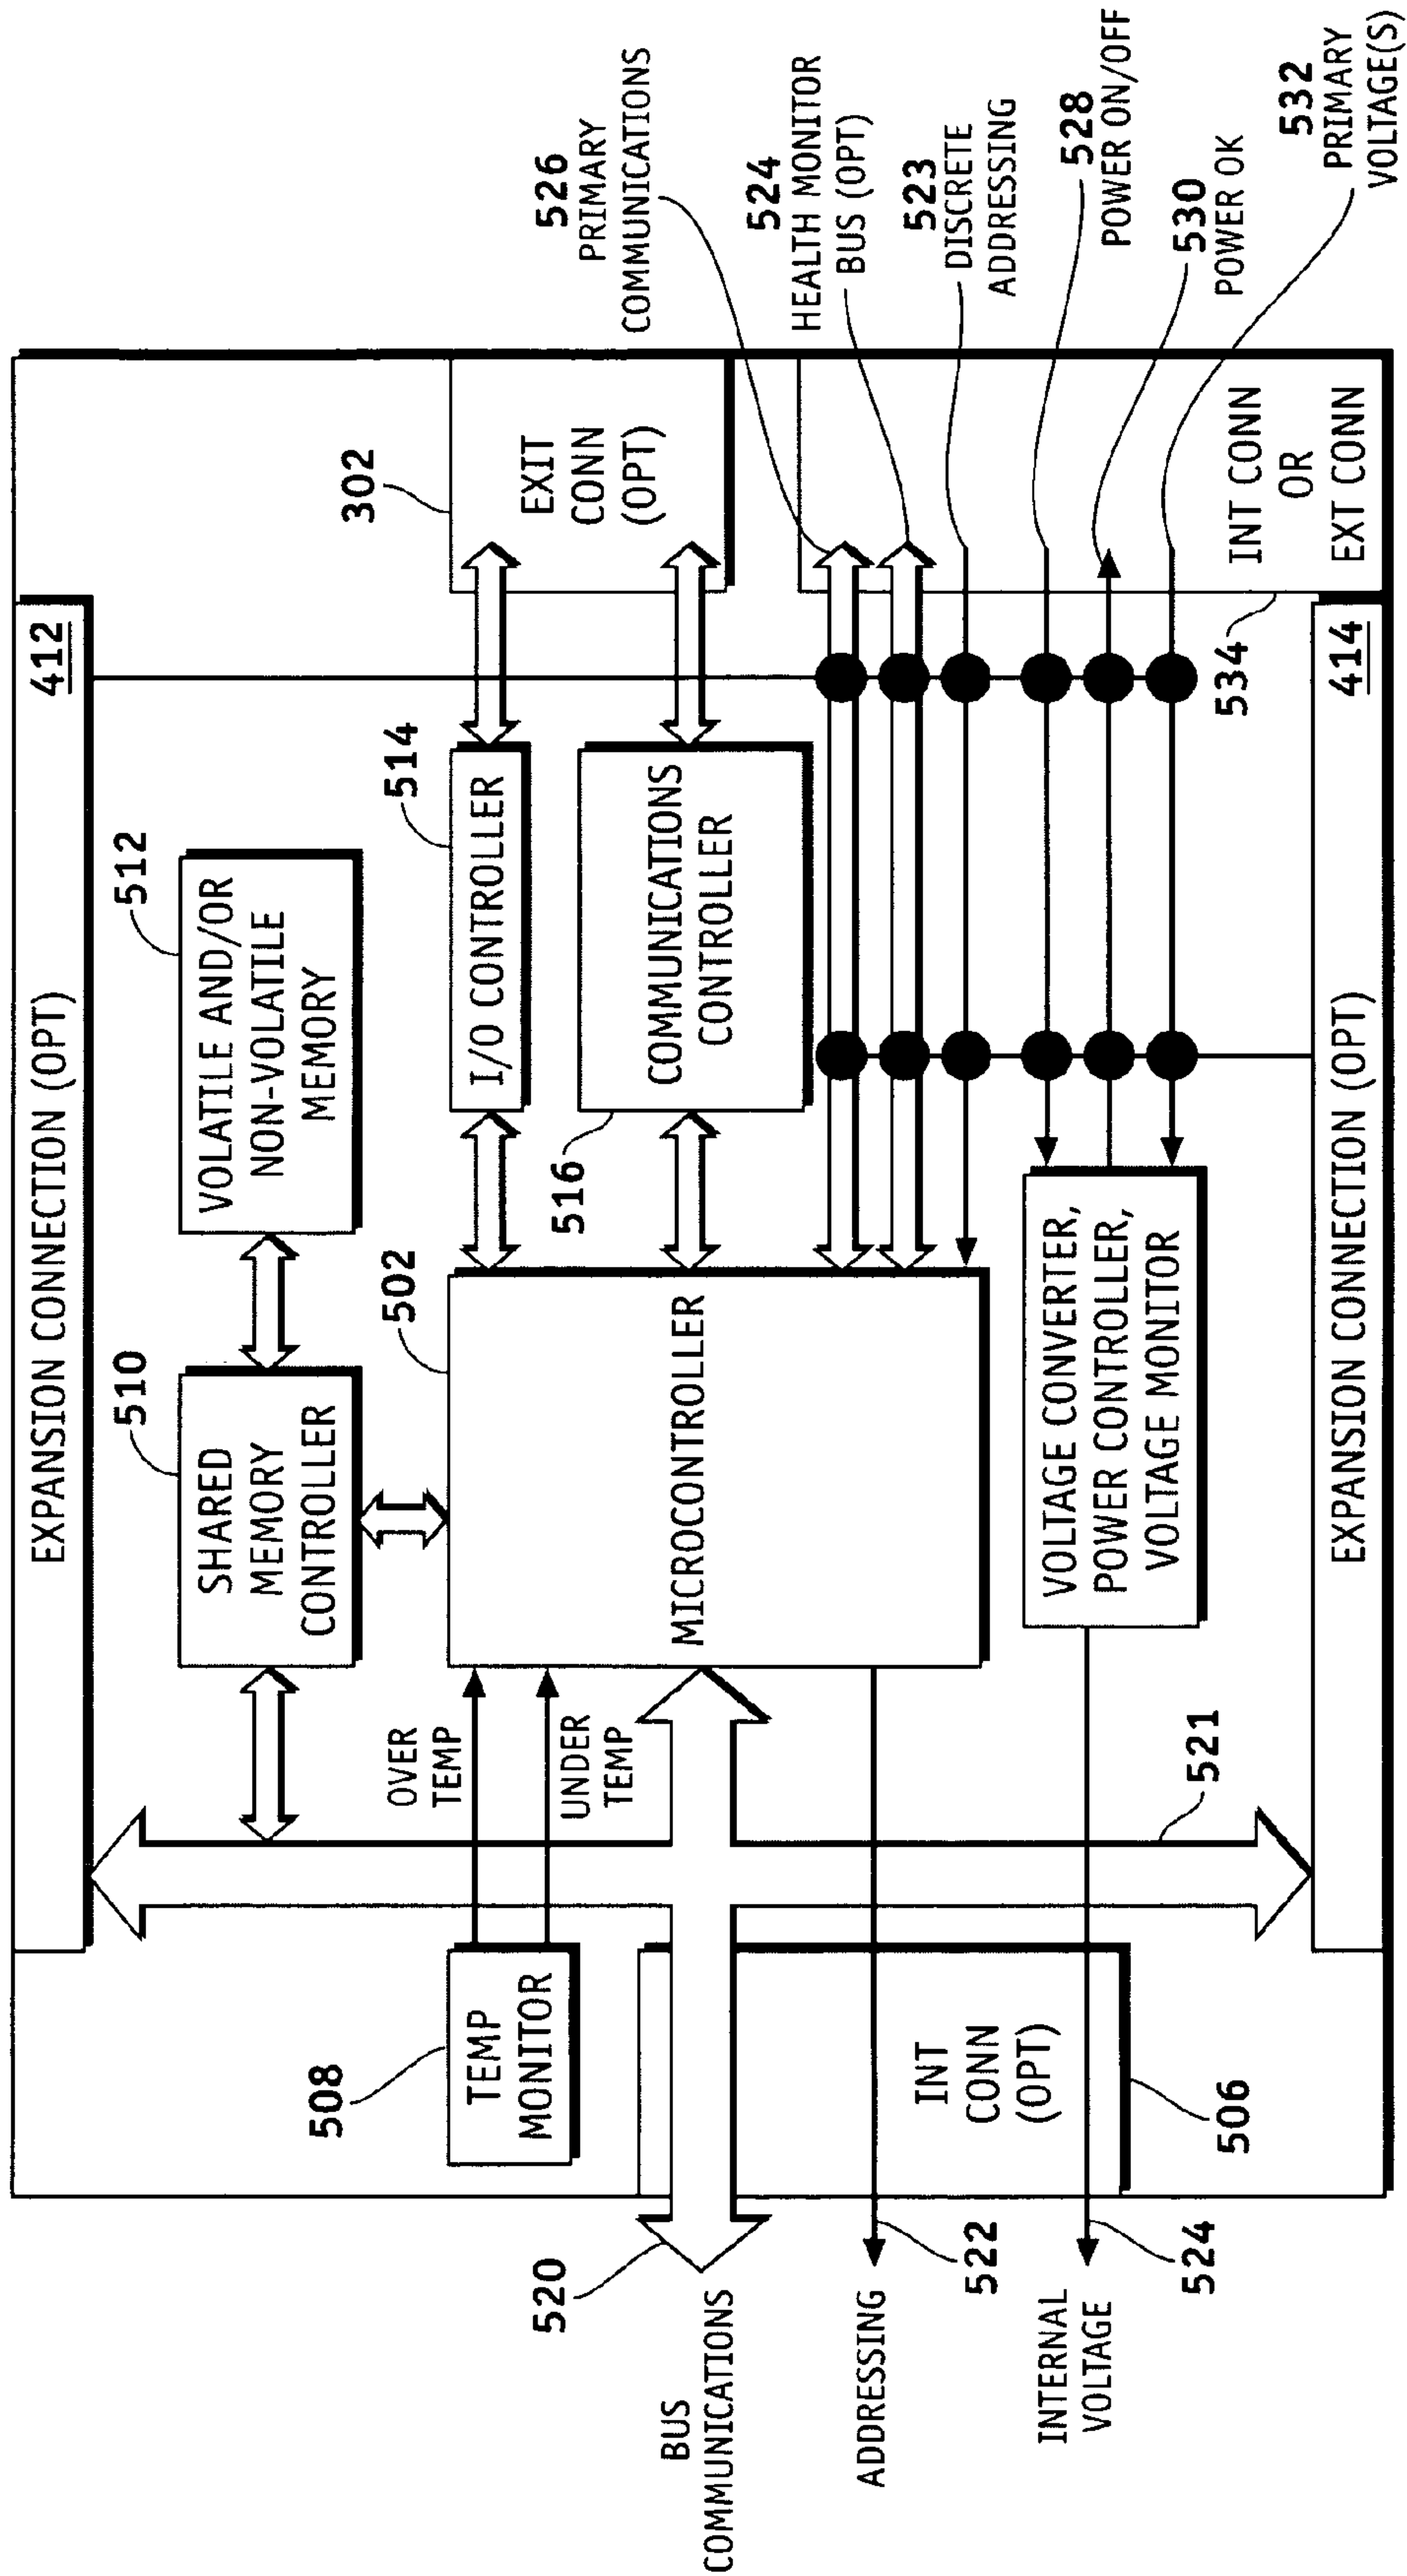 EXPANSION CONNECTION (OPT)
412
510
SHARED
MEMORY
CONTROLLER
512
VOLATILE AND/OR
NON-VOLATILE
MEMORY
302
EXIT
CONN
(OPT)
508
TEMP
MONITOR
OVER
TEMP
UNDER
TEMP
502
MICROCONTROLLER
514
I/O CONTROLLER
516
COMMUNICATIONS
CONTROLLER
526
PRIMARY
COMMUNICATIONS
524
HEALTH MONITOR
BUS (OPT)
523
DISCRETE
ADDRESSING
528
POWER ON/OFF
530
POWER OK
532
PRIMARY
VOLTAGE(S)
520
BUS
COMMUNICATIONS
522
ADDRESSING
524
INTERNAL
VOLTAGE
INT
CONN
(OPT)
506
521
VOLTAGE CONVERTER,
POWER CONTROLLER,
VOLTAGE MONITOR
534
INT CONN
OR
EXT CONN
EXPANSION CONNECTION (OPT)
414